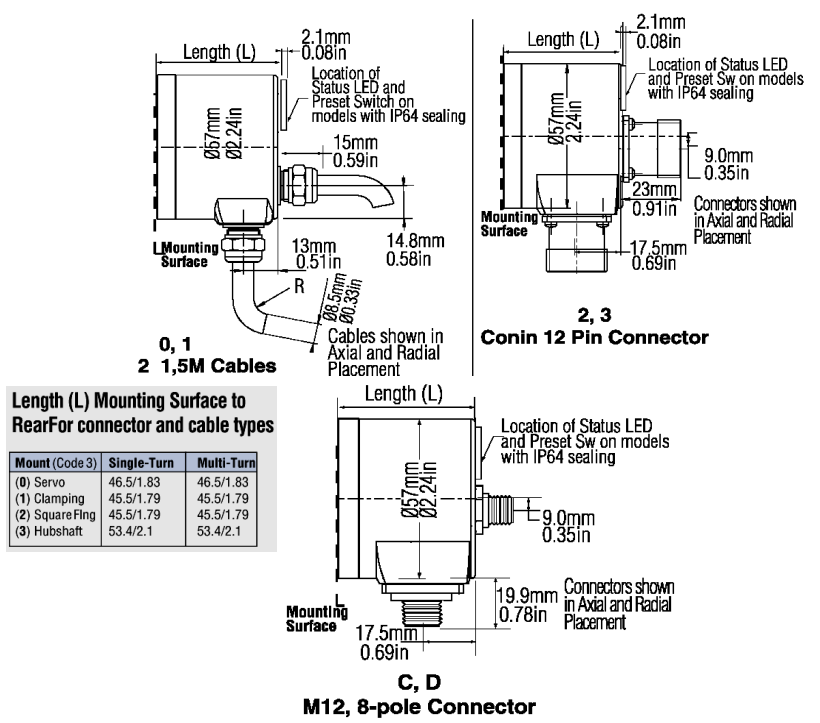 2.1mm
0.08in
Length (L)
Location of
Status LED and
Preset Switch on
models with IP64 sealing
Ø57mm
Ø2.24in
15mm
0.59in
14.8mm
0.58in
Mounting
Surface
13mm
0.51in
R
Ø8.5mm
Ø0.33in
Cables shown in
Axial and Radial
Placement
0, 1
2 1,5M Cables
2.1mm
0.08in
Length (L)
Location of Status LED
and Preset Sw on models
with IP64 sealing
Ø57mm
2.24in
9.0mm
0.35in
23mm
0.91in
Connectors shown
in Axial and Radial
Placement
Mounting
Surface
17.5mm
0.69in
2, 3
Conin 12 Pin Connector
Length (L) Mounting Surface to
RearFor connector and cable types
Mount (Code 3) Single-Turn Multi-Turn
(0) Servo 46.5/1.83 46.5/1.83
(1) Clamping 45.5/1.79 45.5/1.79
(2) Square Flng 45.5/1.79 45.5/1.79
(3) Hubshaft 53.4/2.1 53.4/2.1
Length (L)
Location of Status LED
and Preset Sw on models
with IP64 sealing
Ø57mm
Ø2.24in
9.0mm
0.35in
19.9mm
0.78in
Connectors shown
in Axial and Radial
Placement
Mounting
Surface
17.5mm
0.69in
C, D
M12, 8-pole Connector